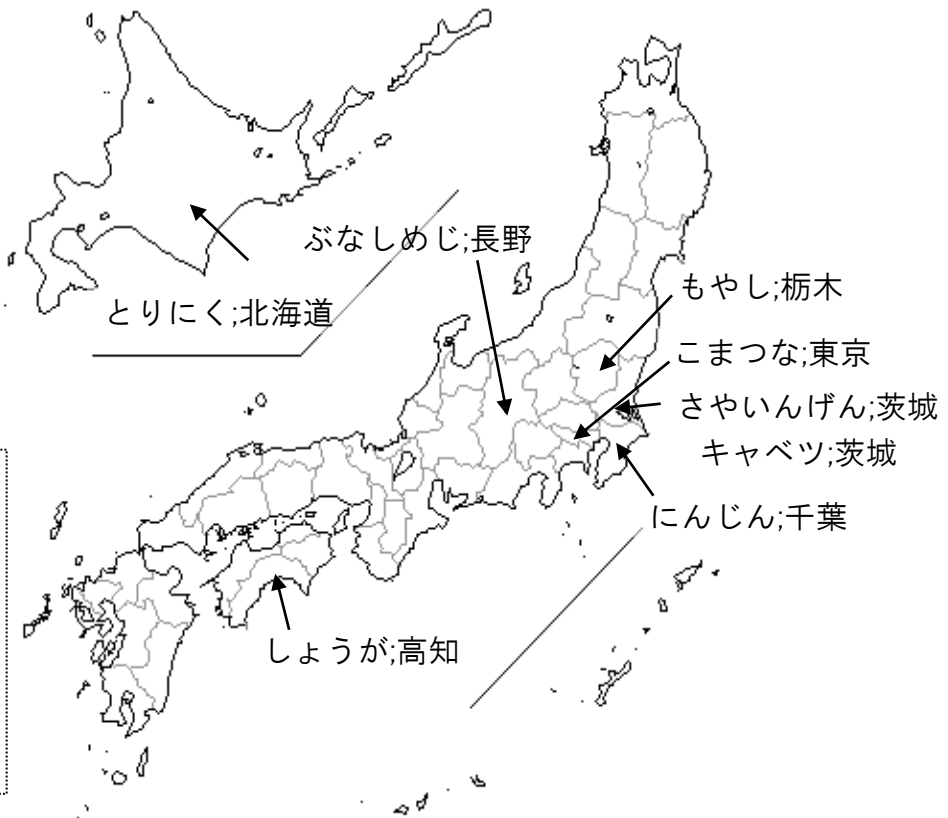 ぶなしめじ;長野
とりにく;北海道
もやし;栃木
こまつな;東京
さやいんげん;茨城
キャベツ;茨城
にんじん;千葉
しょうが;高知